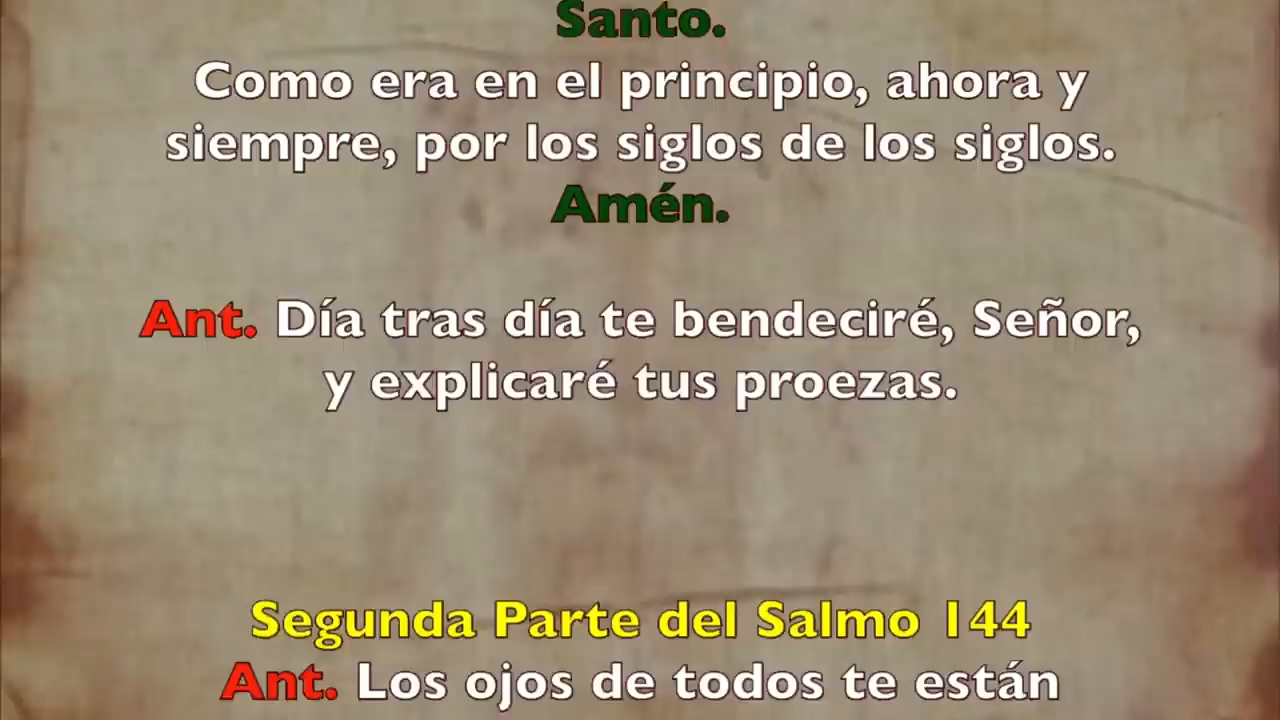 Santo.
Como era en el principio, ahora y
siempre, por los siglos de los siglos.
Amén.
Ant. Día tras día te bendeciré, Señor,
y explicaré tus proezas.
Segunda Parte del Salmo 144
Ant. Los ojos de todos te están